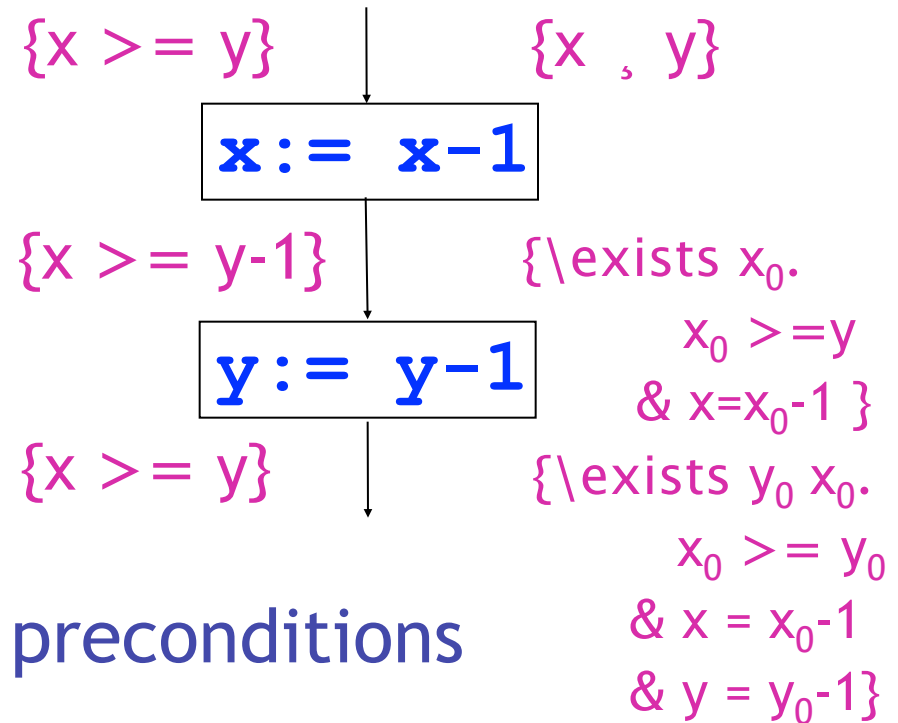 {x >= y}
{x ¸ y}
x:= x-1
{x >= y-1}
{\exists x₀.
x₀ >=y
& x=x₀-1 }
y:= y-1
{x >= y}
{\exists y₀ x₀.
x₀ >= y₀
& x = x₀-1
& y = y₀-1}
preconditions